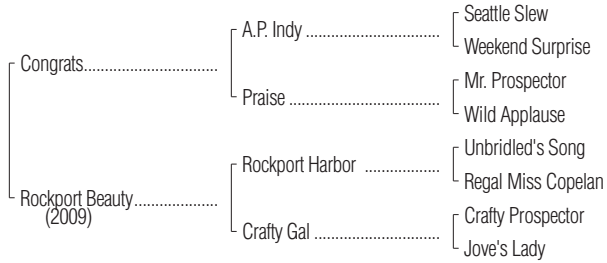 Seattle Slew
A.P. Indy ..........................
Weekend Surprise
Congrats..........................
Mr. Prospector
Praise .............................
Wild Applause
Unbridled's Song
Rockport Harbor ...............
Regal Miss Copelan
Rockport Beauty................
(2009)
Crafty Prospector
Crafty Gal ........................
Jove's Lady